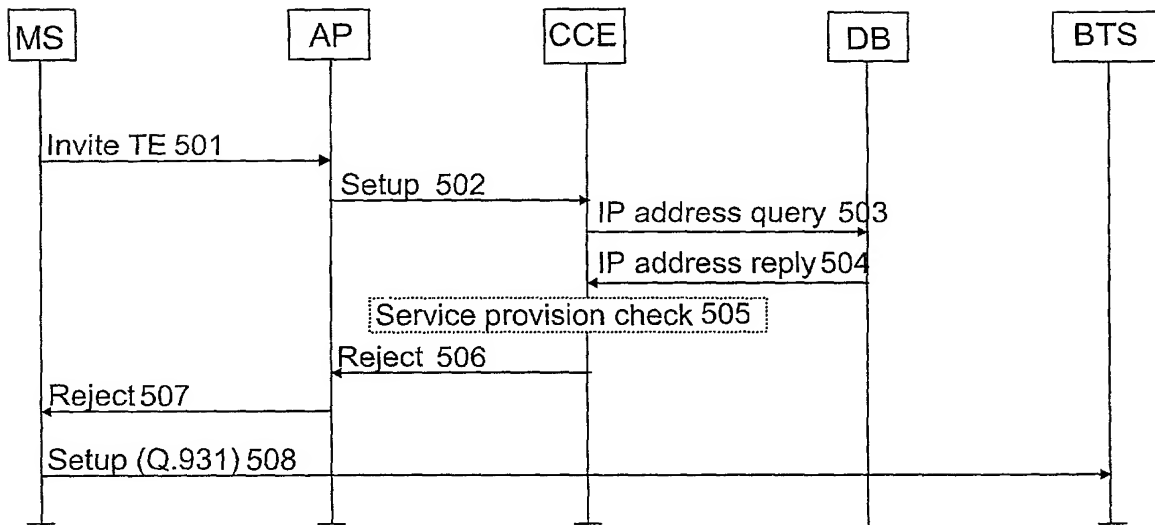 MS AP CCE DB BTS
Invite TE 501
Setup 502
IP address query 503
IP address reply 504
Service provision check 505
Reject 506
Reject 507
Setup (Q.931) 508